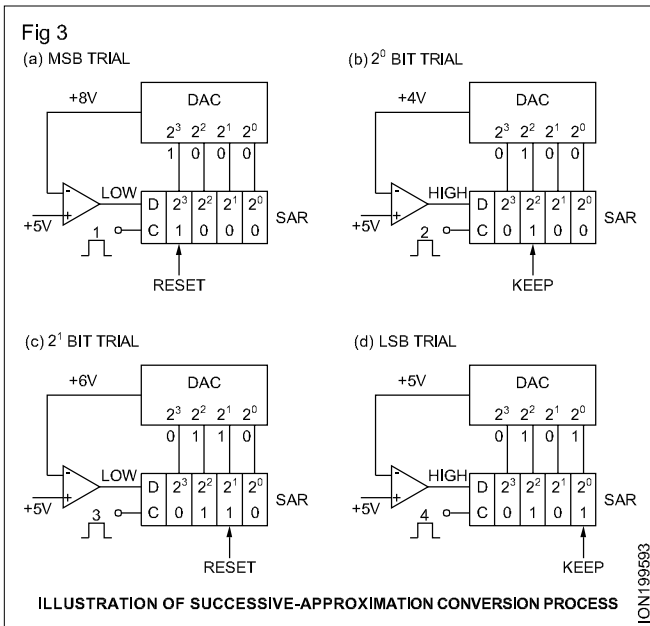 Fig 3
(a) MSB TRIAL
+8V
DAC
2³ 2² 2¹ 2⁰
1 0 0 0
LOW
- 
+
+5V
D 2³ 2² 2¹ 2⁰
C 1 0 0 0
SAR
1
RESET
(b) 2⁰ BIT TRIAL
+4V
DAC
2³ 2² 2¹ 2⁰
0 1 0 0
HIGH
-
+
+5V
D 2³ 2² 2¹ 2⁰
C 0 1 0 0
SAR
2
KEEP
(c) 2¹ BIT TRIAL
+6V
DAC
2³ 2² 2¹ 2⁰
0 1 1 0
LOW
-
+
+5V
D 2³ 2² 2¹ 2⁰
C 0 1 1 0
SAR
3
RESET
(d) LSB TRIAL
+5V
DAC
2³ 2² 2¹ 2⁰
0 1 0 1
HIGH
-
+
+5V
D 2³ 2² 2¹ 2⁰
C 0 1 0 1
SAR
4
KEEP
ILLUSTRATION OF SUCCESSIVE-APPROXIMATION CONVERSION PROCESS
ION199593